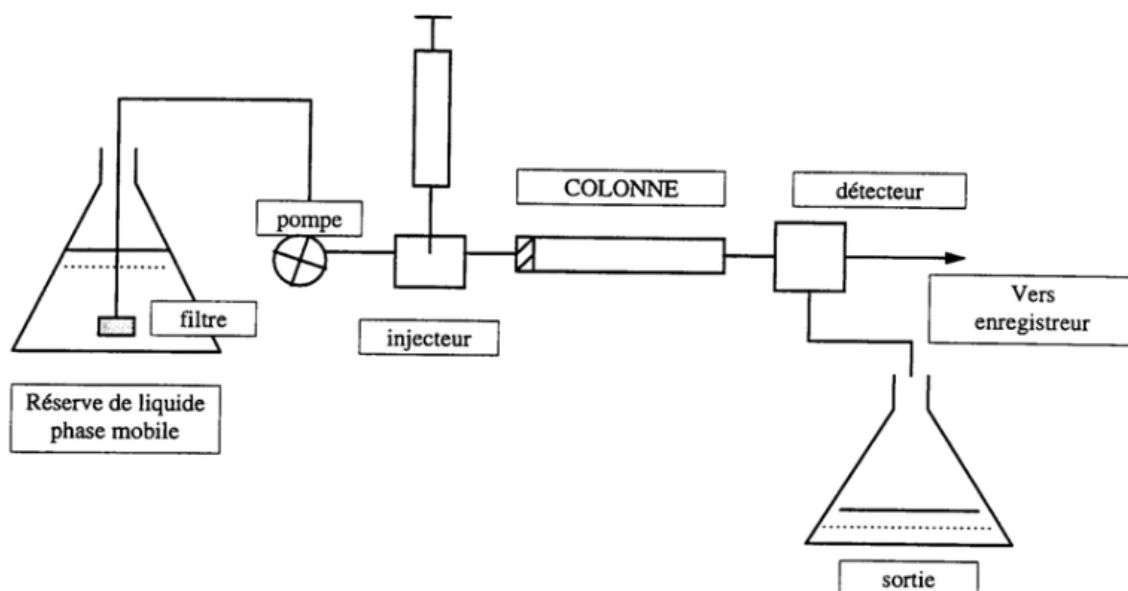 COLONNE
détecteur
pompe
filtre
injecteur
Vers
enregistreur
Réserve de liquide
phase mobile
sortie